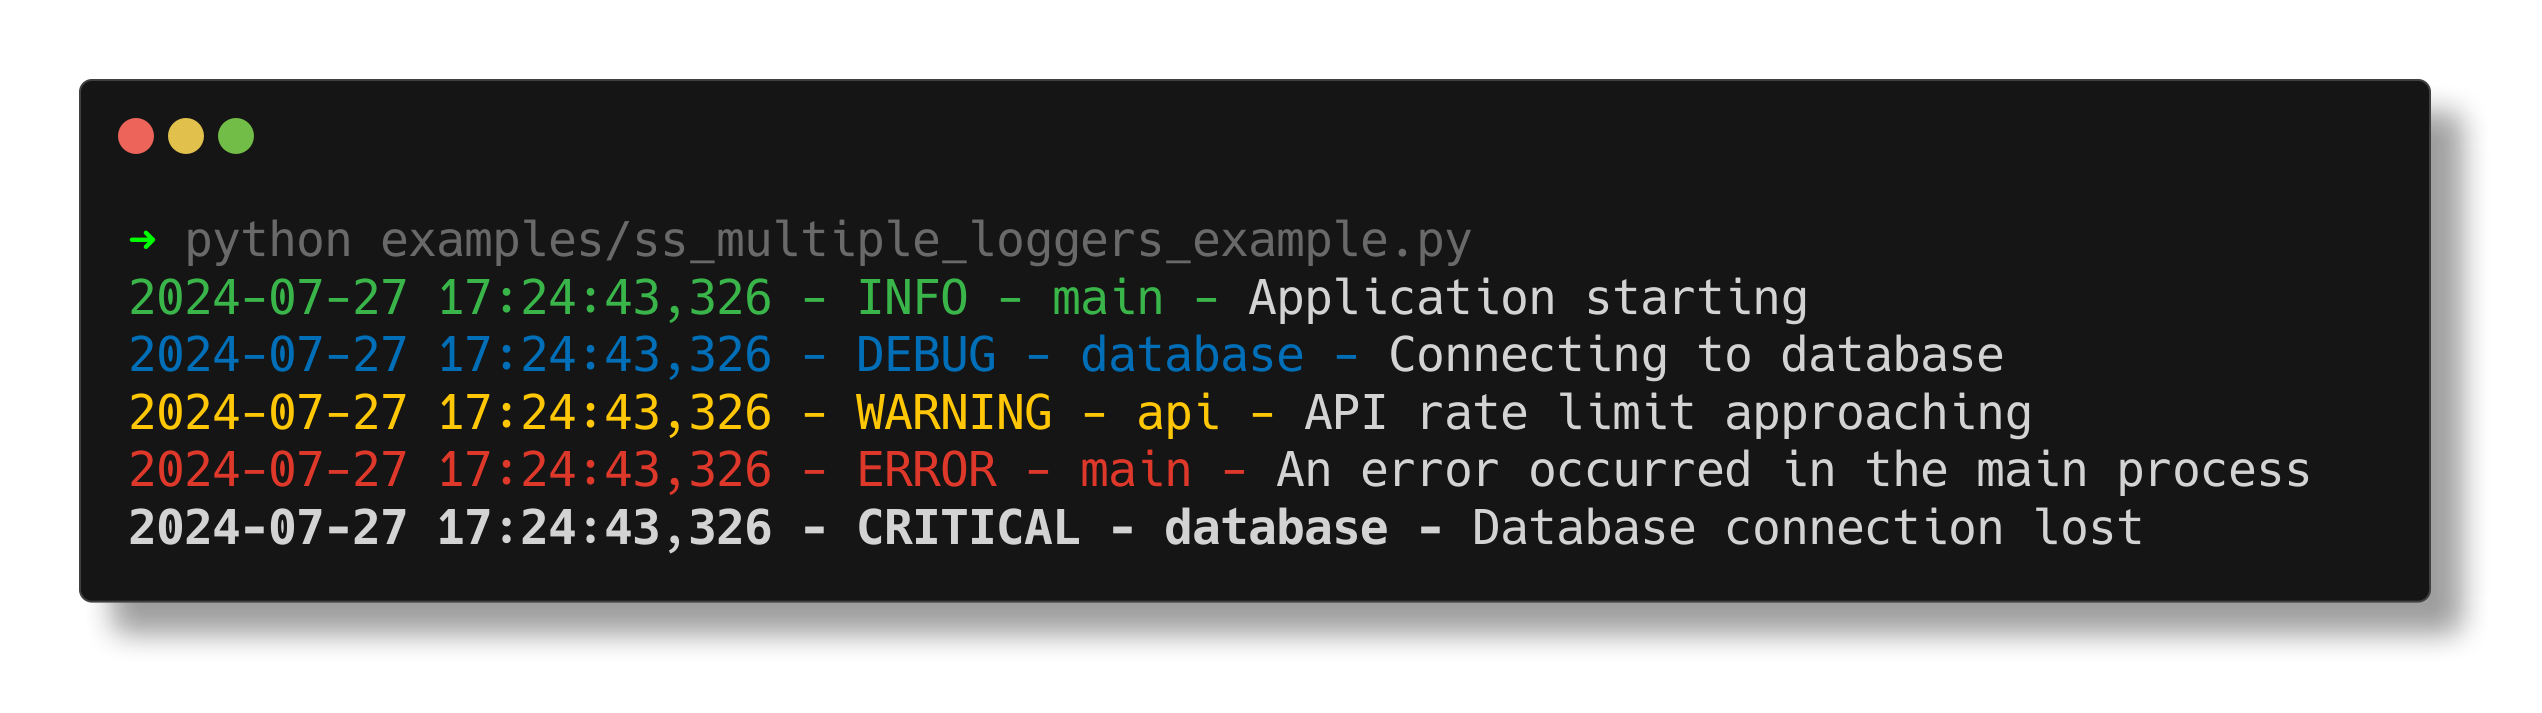 ➜ python examples/ss_multiple_loggers_example.py
2024-07-27 17:24:43,326 - INFO - main - Application starting
2024-07-27 17:24:43,326 - DEBUG - database - Connecting to database
2024-07-27 17:24:43,326 - WARNING - api - API rate limit approaching
2024-07-27 17:24:43,326 - ERROR - main - An error occurred in the main process
2024-07-27 17:24:43,326 - CRITICAL - database - Database connection lost